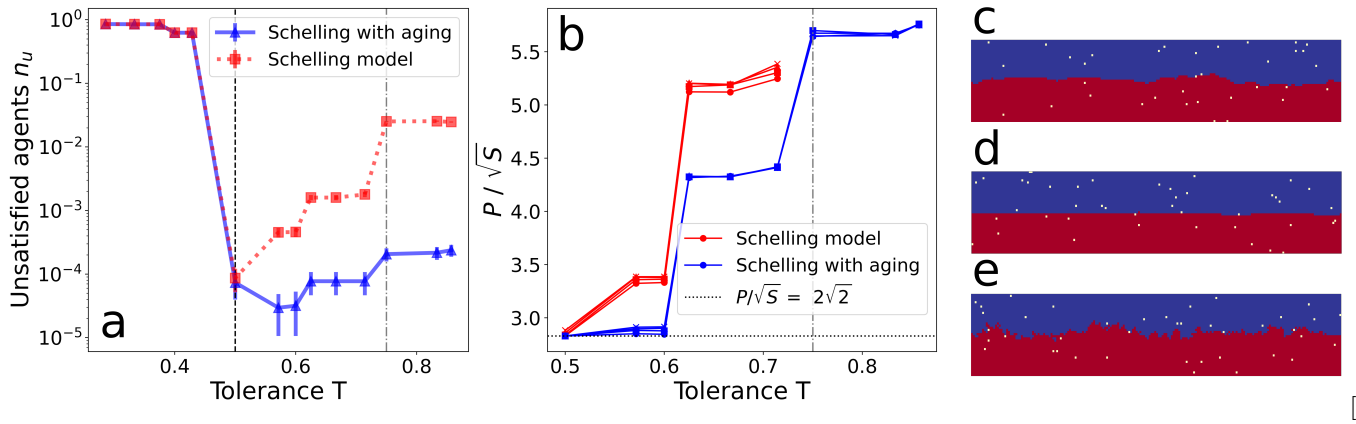 a
Unsatisfied agents n_u
10^0
10^{-1}
10^{-2}
10^{-3}
10^{-4}
10^{-5}
Schelling with aging
Schelling model
0.4
0.6
0.8
Tolerance T
b
P / √S
5.5
5.0
4.5
4.0
3.5
3.0
Schelling model
Schelling with aging
P/√S = 2√2
0.5
0.6
0.7
0.8
Tolerance T
c
d
e
[